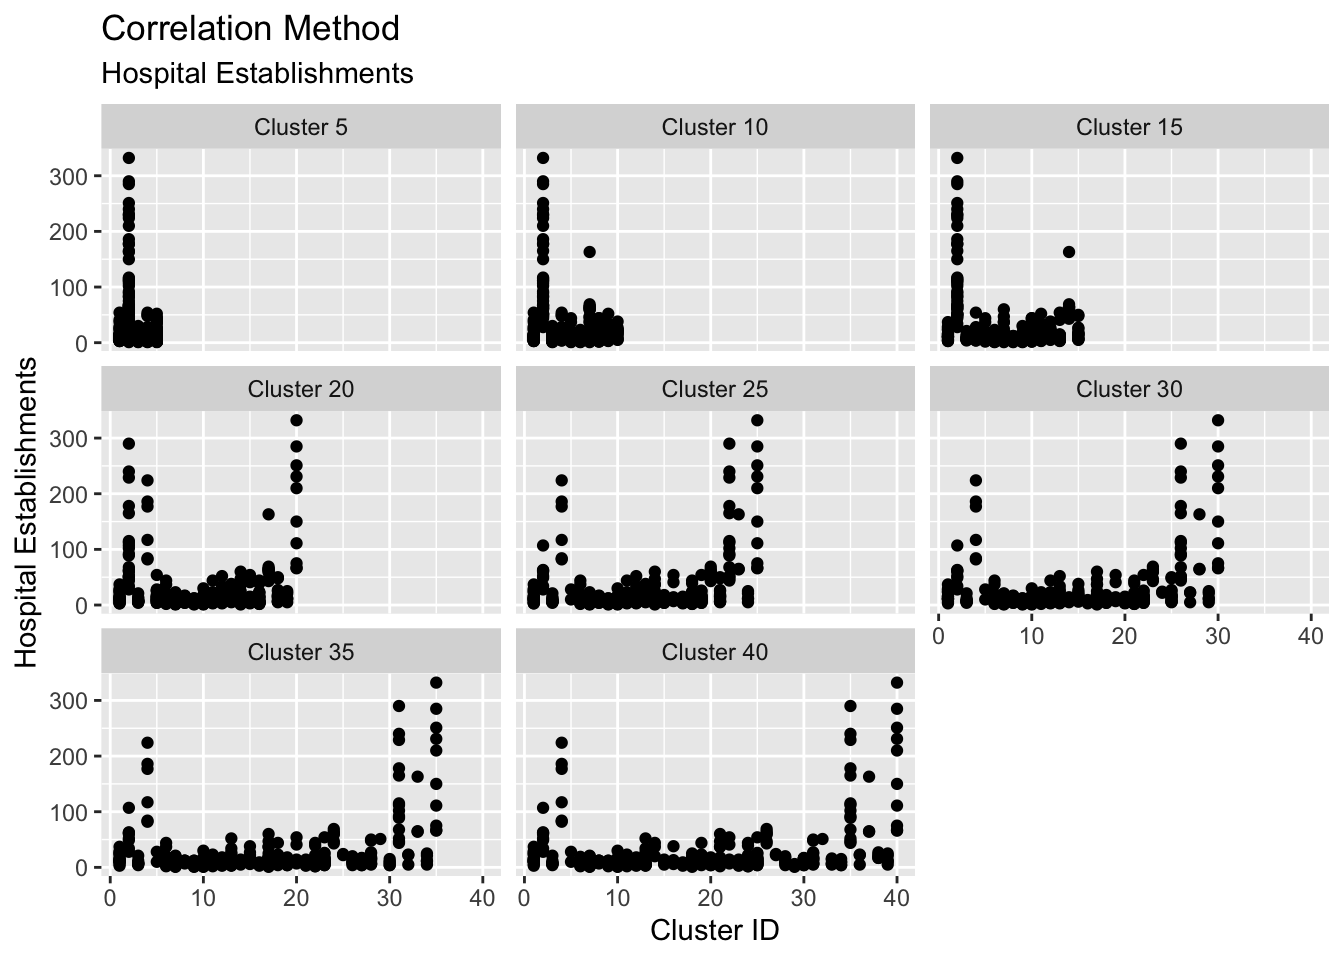 Correlation Method
Hospital Establishments
Cluster 5
Cluster 10
Cluster 15
300
200
100
0
Cluster 20
Cluster 25
Cluster 30
300
200
100
0
0 10 20 30 40
Cluster 35
Cluster 40
300
200
100
0
0 10 20 30 40
0 10 20 30 40
Hospital Establishments
Cluster ID